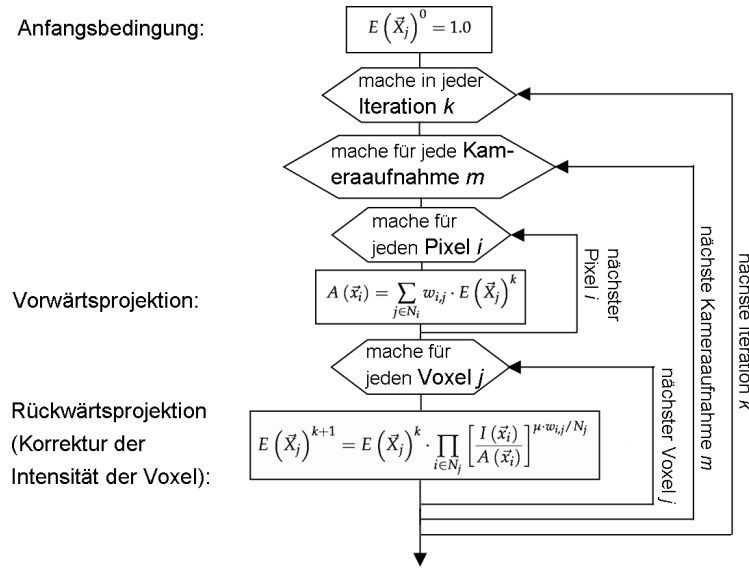 Anfangsbedingung:
E (X⃗_j)^0 = 1.0
mache in jeder
Iteration k
mache für jede Kam-
eraaufnahme m
mache für
jeden Pixel i
nächster
Pixel i
Vorwärtsprojektion:
A (x⃗_i) = ∑_{j∈N_i} w_{i,j} · E (X⃗_j)^k
mache für
jeden Voxel j
Rückwärtsprojektion
(Korrektur der
Intensität der Voxel):
E (X⃗_j)^{k+1} = E (X⃗_j)^k · ∏_{i∈N_j} [I (x⃗_i) / A (x⃗_i)]^{μ·w_{i,j}/N_j}
nächster Voxel j
nächste Kameraaufnahme m
nächste Iteration k